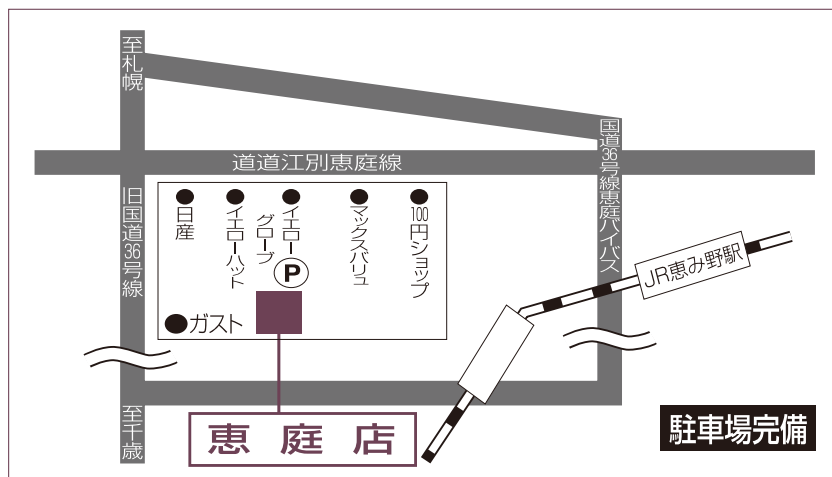 至札幌
道道江別恵庭線
国道36号線恵庭バイパス
旧国道36号線
日産
イエローハット
イエロー
グローブ
マックスバリュ
100円ショップ
P
ガスト
JR恵み野駅
至千歳
恵庭店
駐車場完備